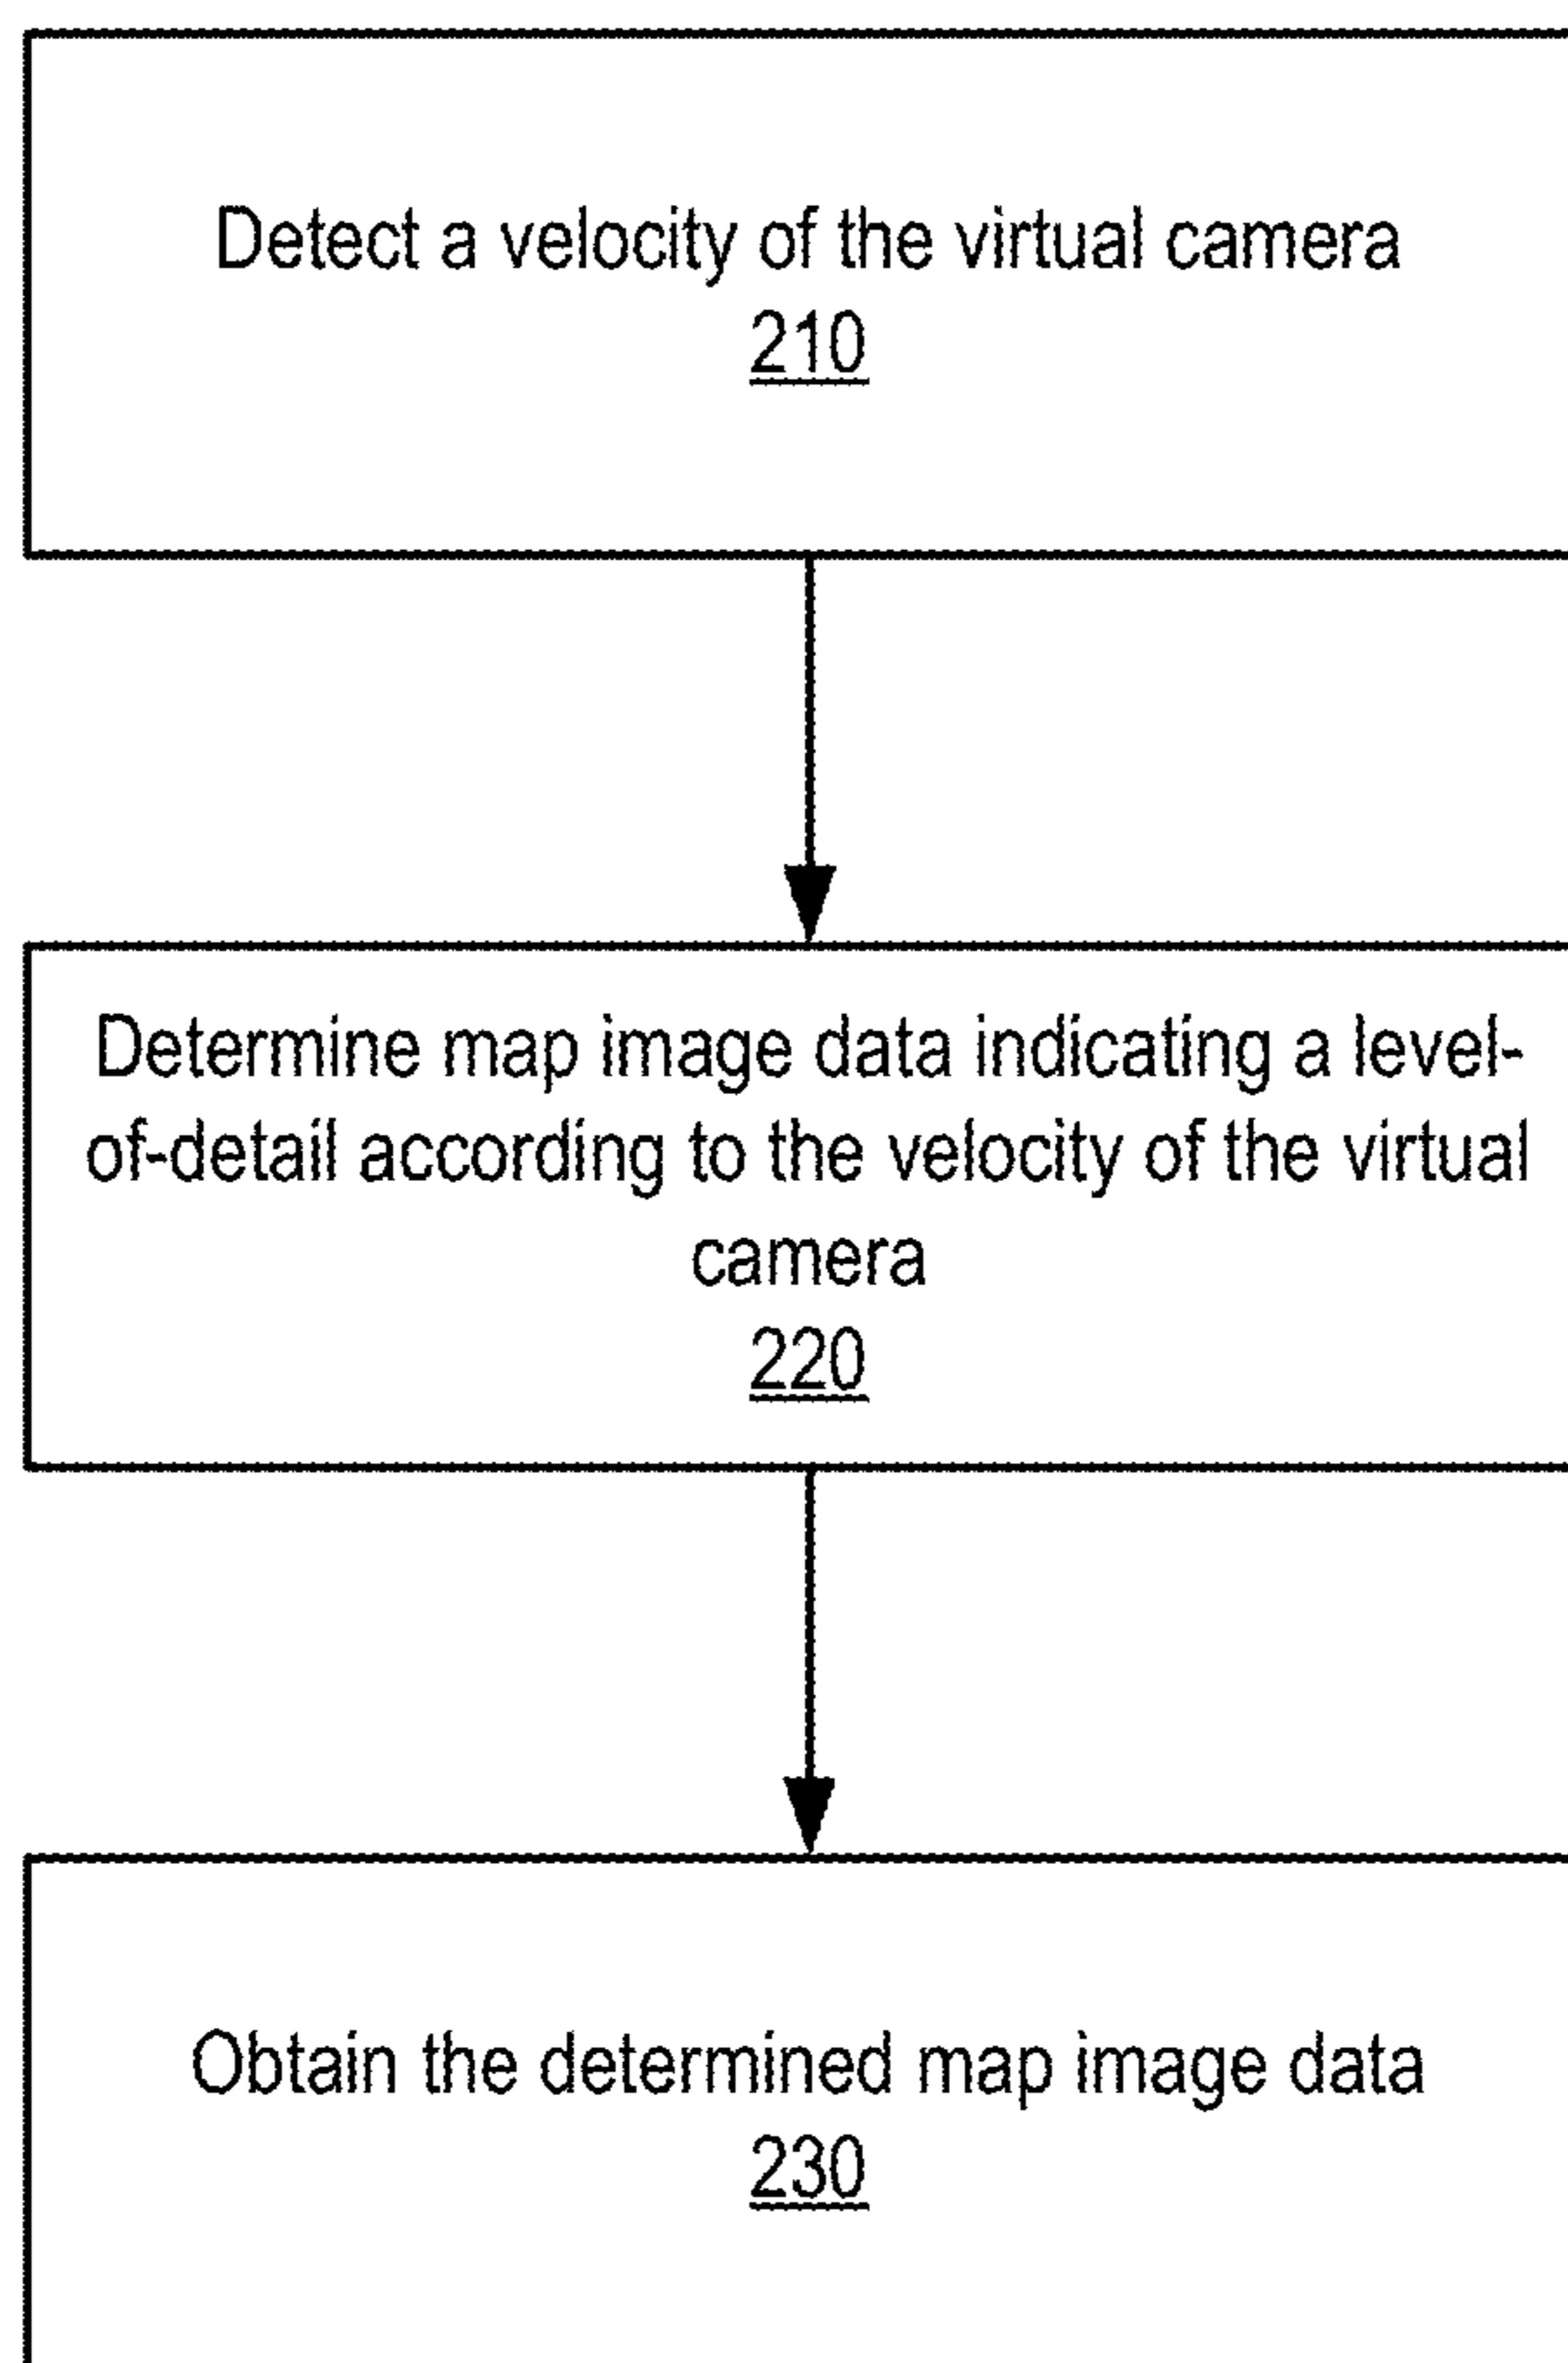 Detect a velocity of the virtual camera
210
Determine map image data indicating a level-
of-detail according to the velocity of the virtual
camera
220
Obtain the determined map image data
230